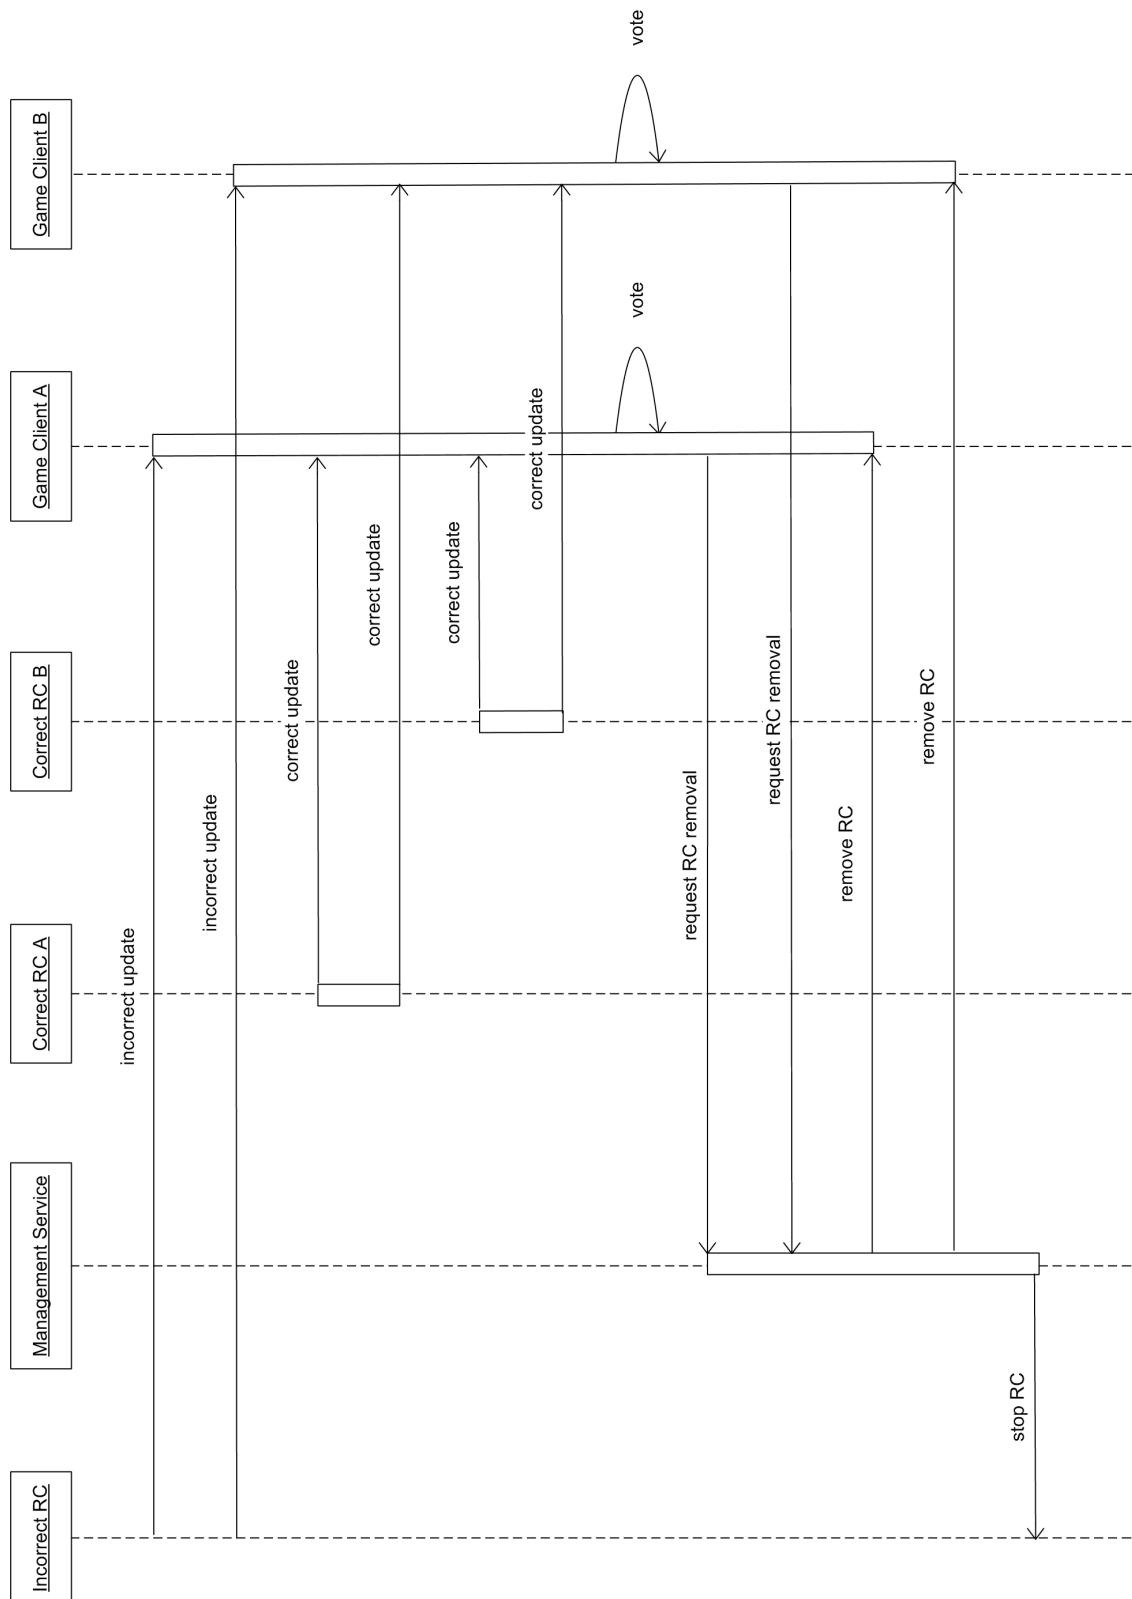 Incorrect RC
Management Service
Correct RC A
Correct RC B
Game Client A
Game Client B
incorrect update
incorrect update
correct update
correct update
correct update
correct update
vote
vote
request RC removal
request RC removal
remove RC
remove RC
stop RC